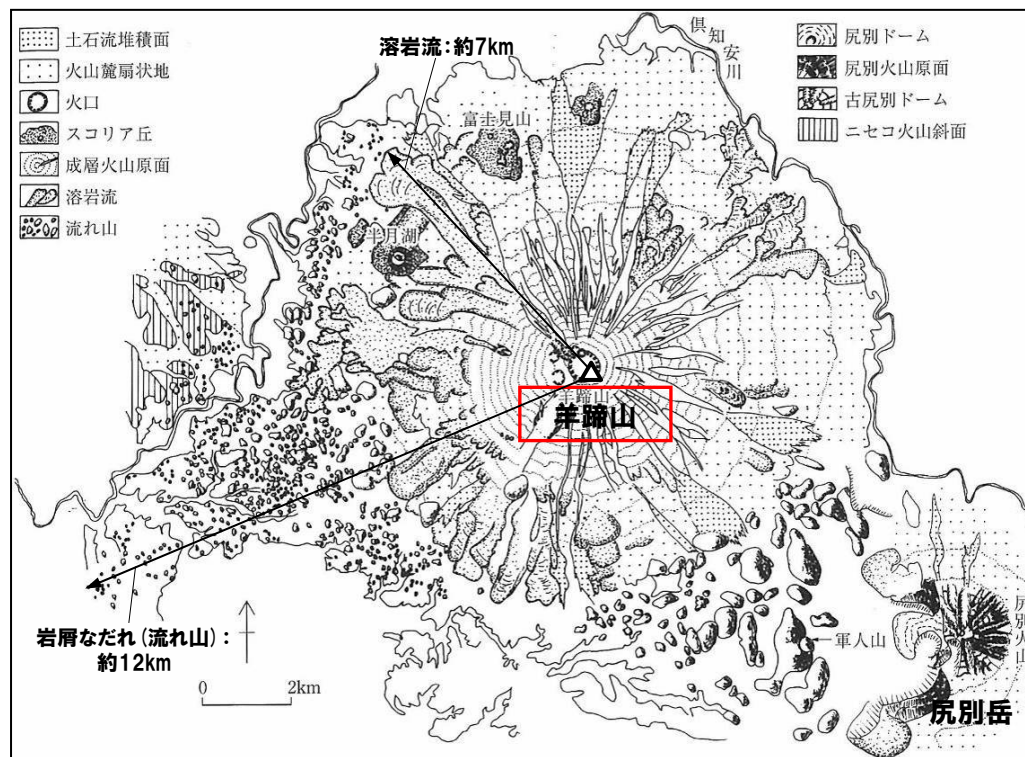 土石流堆積面
火山麓扇状地
火口
スコリア丘
成層火山原面
溶岩流
流れ山
溶岩流:約7km
倶知安川
尻別ドーム
尻別火山原面
古尻別ドーム
ニセコ火山斜面
富士見山
半月湖
羊蹄山
羊蹄山
岩屑なだれ(流れ山):
約12km
0 2km
軍人山
尻別火山
尻別岳